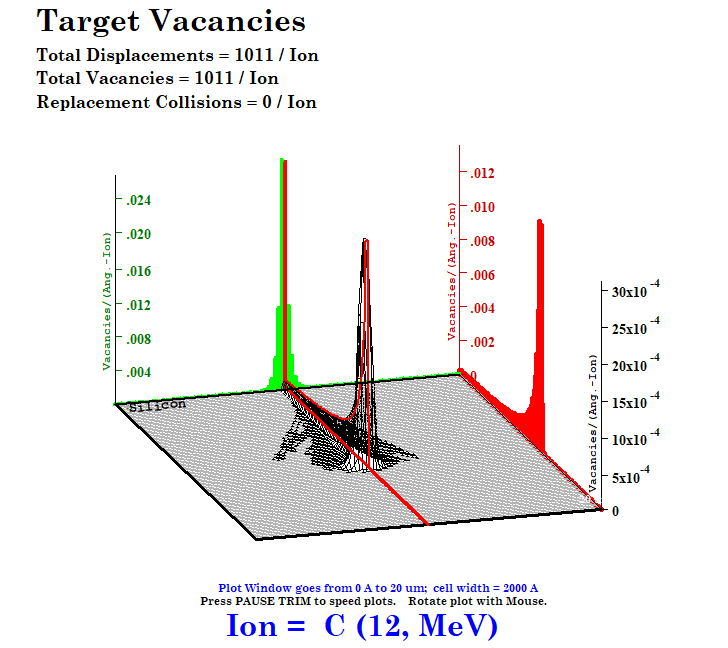 Target Vacancies
Total Displacements = 1011 / Ion
Total Vacancies = 1011 / Ion
Replacement Collisions = 0 / Ion
Vacancies/(Ang.-Ion)
.024
.020
.016
.012
.008
.004
Silicon
Vacancies/(Ang.-Ion)
.012
.010
.008
.006
.004
.002
0
Vacancies/(Ang.-Ion)
30x10-4
25x10-4
20x10-4
15x10-4
10x10-4
5x10-4
0
Plot Window goes from 0 A to 20 um; cell width = 2000 A
Press PAUSE TRIM to speed plots. Rotate plot with Mouse.
Ion = C (12, MeV)